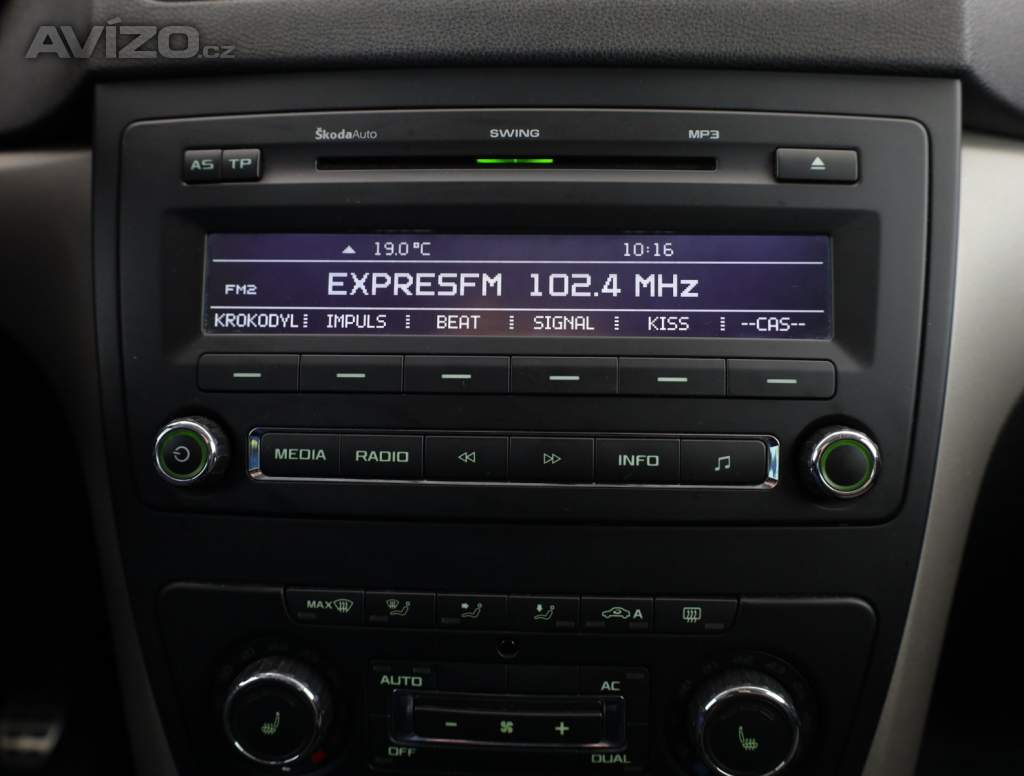 AVÍZO.cz
ŠkodaAuto SWING MP3
AS TP
19.0°C 10:16
FM2 EXPRESFM 102.4 MHz
KROKODYL IMPULS BEAT SIGNAL KISS --CAS--
MEDIA RADIO INFO
MAX A
AUTO AC
OFF DUAL